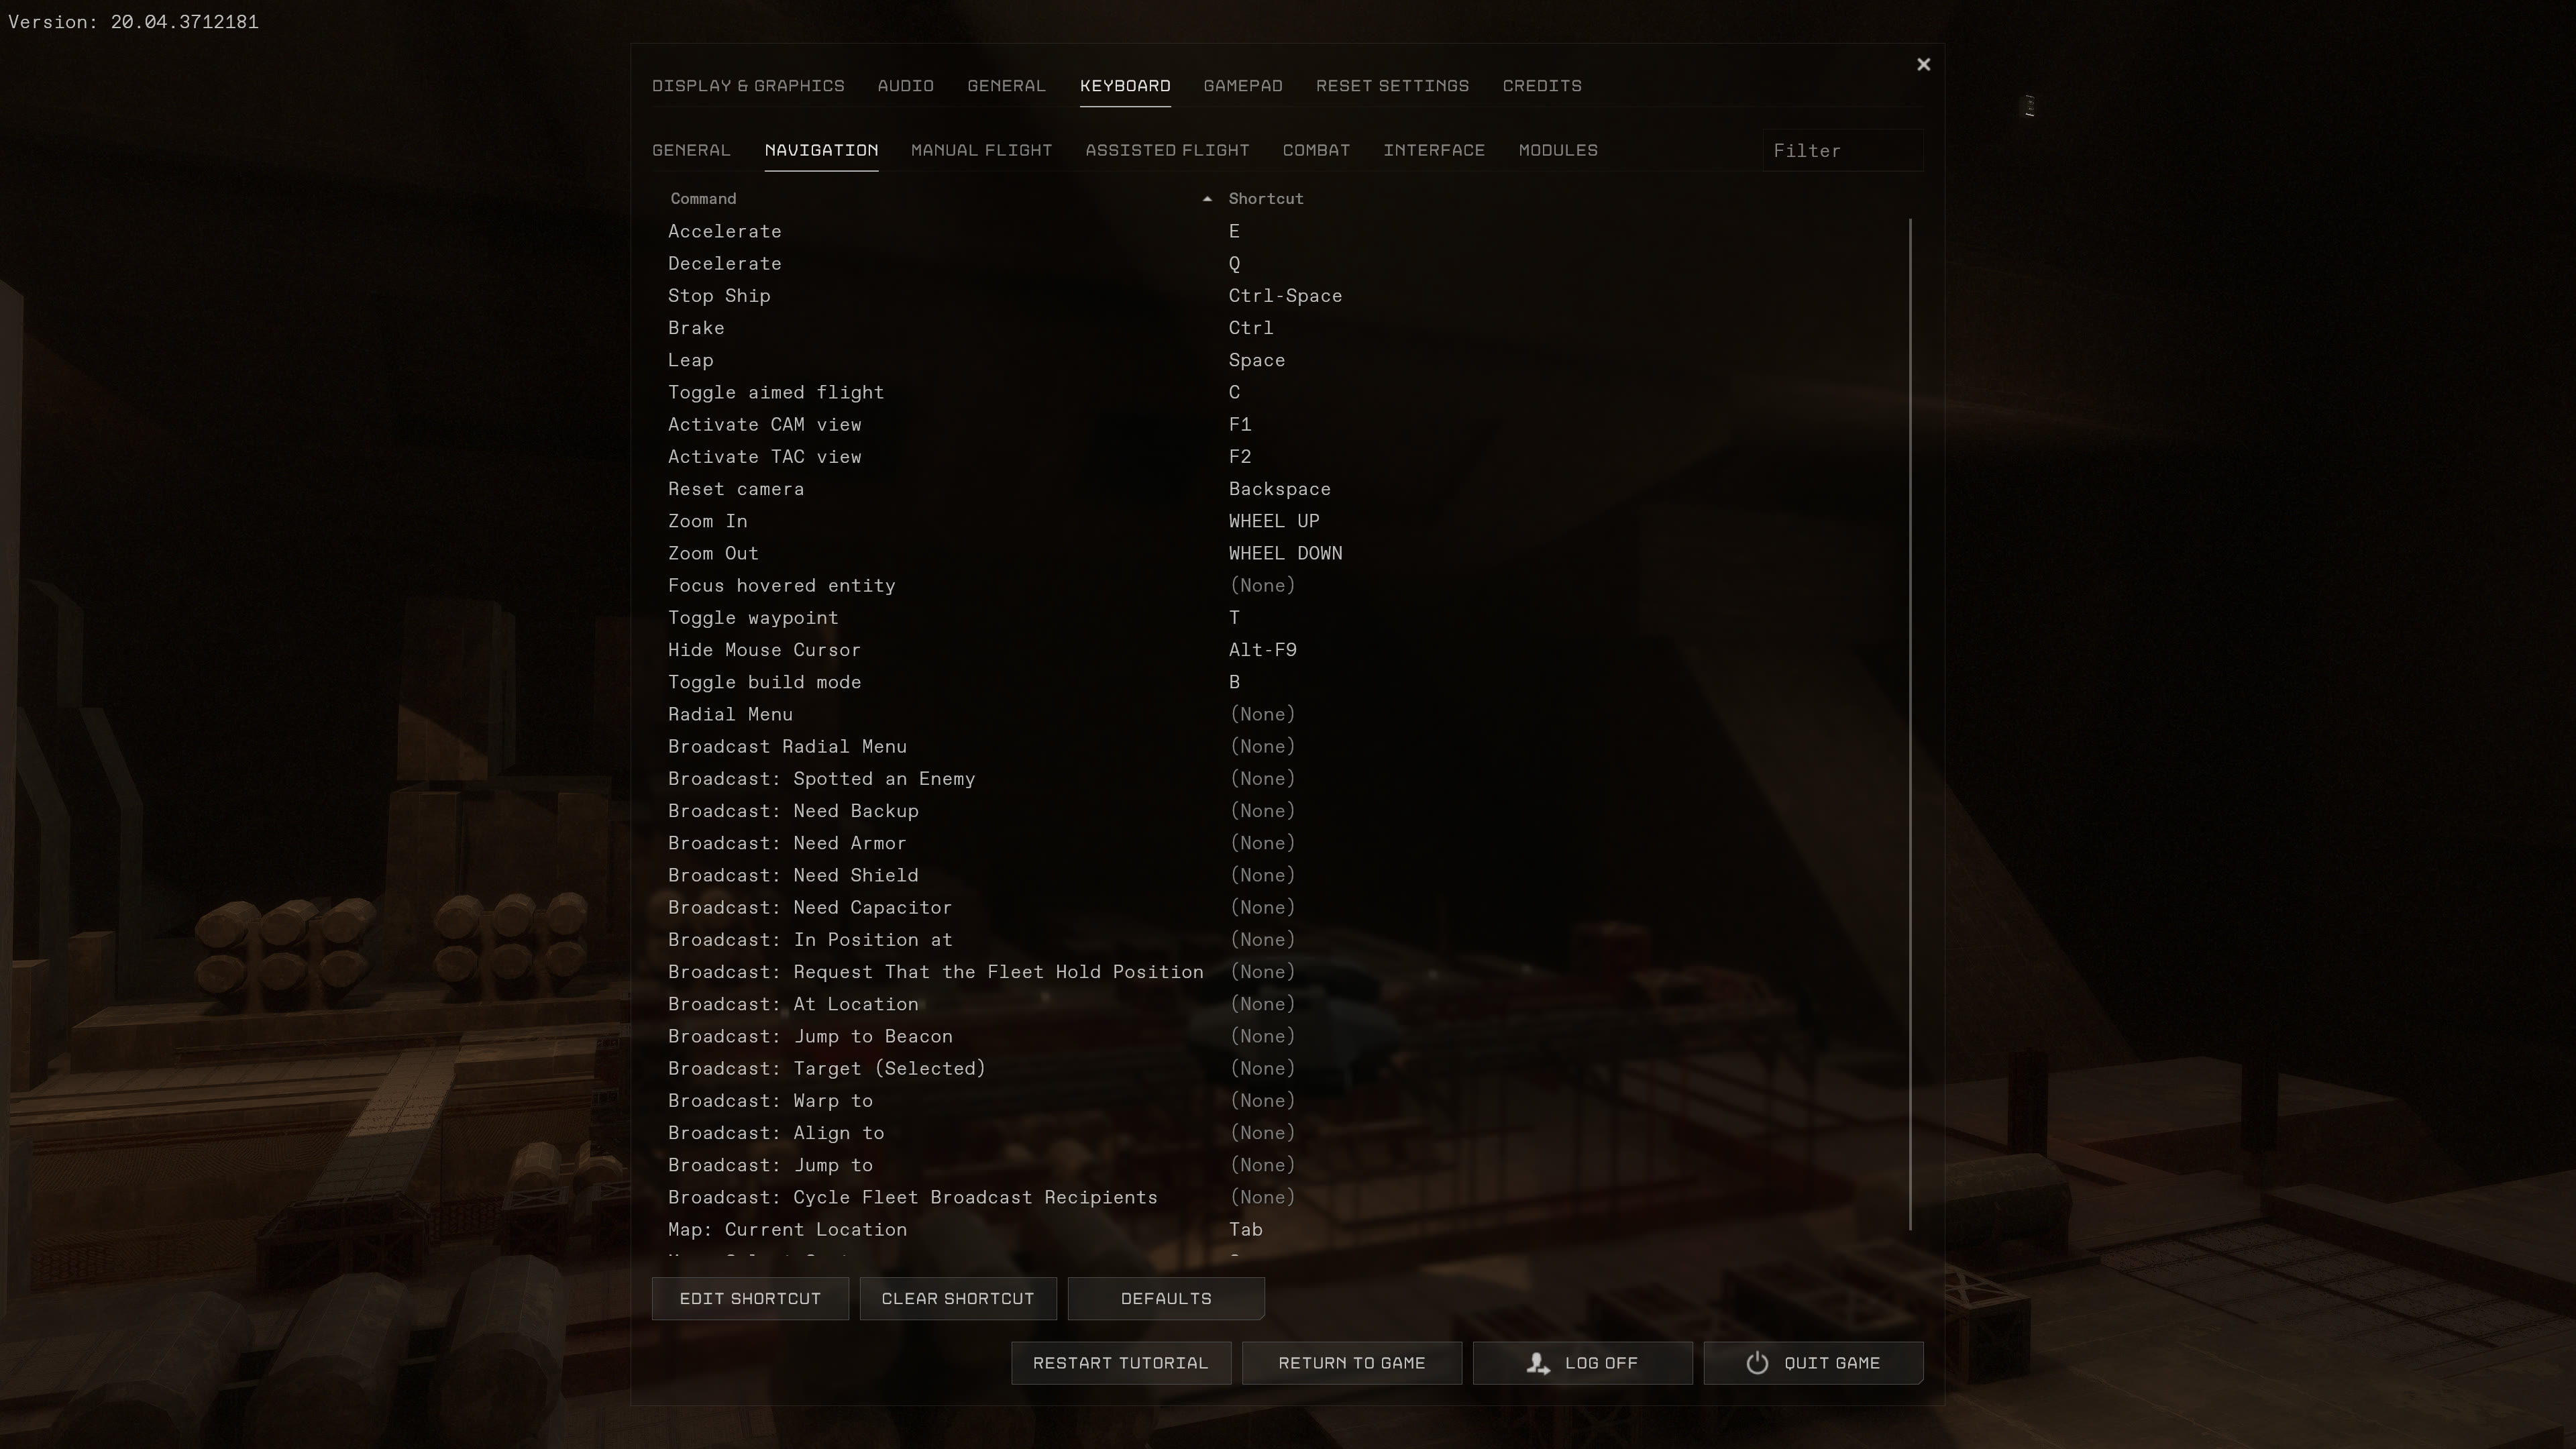 Version: 20.04.3712181
DISPLAY & GRAPHICS AUDIO GENERAL KEYBOARD GAMEPAD RESET SETTINGS CREDITS
GENERAL NAVIGATION MANUAL FLIGHT ASSISTED FLIGHT COMBAT INTERFACE MODULES Filter
Command Shortcut
Accelerate E
Decelerate Q
Stop Ship Ctrl-Space
Brake Ctrl
Leap Space
Toggle aimed flight C
Activate CAM view F1
Activate TAC view F2
Reset camera Backspace
Zoom In WHEEL UP
Zoom Out WHEEL DOWN
Focus hovered entity (None)
Toggle waypoint T
Hide Mouse Cursor Alt-F9
Toggle build mode B
Radial Menu (None)
Broadcast Radial Menu (None)
Broadcast: Spotted an Enemy (None)
Broadcast: Need Backup (None)
Broadcast: Need Armor (None)
Broadcast: Need Shield (None)
Broadcast: Need Capacitor (None)
Broadcast: In Position at (None)
Broadcast: Request That the Fleet Hold Position (None)
Broadcast: At Location (None)
Broadcast: Jump to Beacon (None)
Broadcast: Target (Selected) (None)
Broadcast: Warp to (None)
Broadcast: Align to (None)
Broadcast: Jump to (None)
Broadcast: Cycle Fleet Broadcast Recipients (None)
Map: Current Location Tab
EDIT SHORTCUT CLEAR SHORTCUT DEFAULTS
RESTART TUTORIAL RETURN TO GAME LOG OFF QUIT GAME